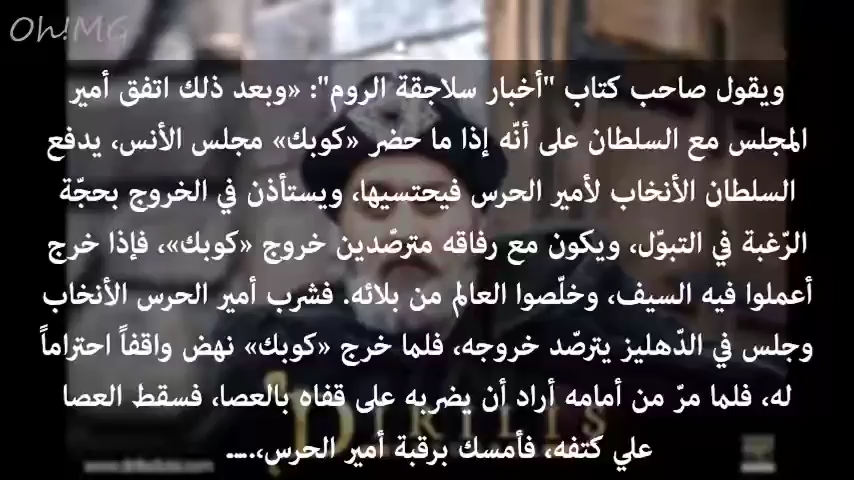 Oh!MG
ويقول صاحب كتاب "أخبار سلاجقة الروم": «وبعد ذلك اتفق أمير
المجلس مع السلطان على أنّه إذا ما حضر «كوبك» مجلس الأنس، يدفع
السلطان الأنخاب لأمير الحرس فيحتسيها، ويستأذن في الخروج بحجّة
الرّغبة في التبوّل، ويكون مع رفاقه مترصّدين خروج «كوبك»، فإذا خرج
أعملوا فيه السيف، وخلّصوا العالم من بلائه. فشرب أمير الحرس الأنخاب
وجلس في الدّهليز يترصّد خروجه، فلما خرج «كوبك» نهض واقفاً احتراماً
له، فلما مرّ من أمامه أراد أن يضربه على قفاه بالعصا، فسقط العصا
علي كتفه، فأمسك برقبة أمير الحرس،....
DIRILIS